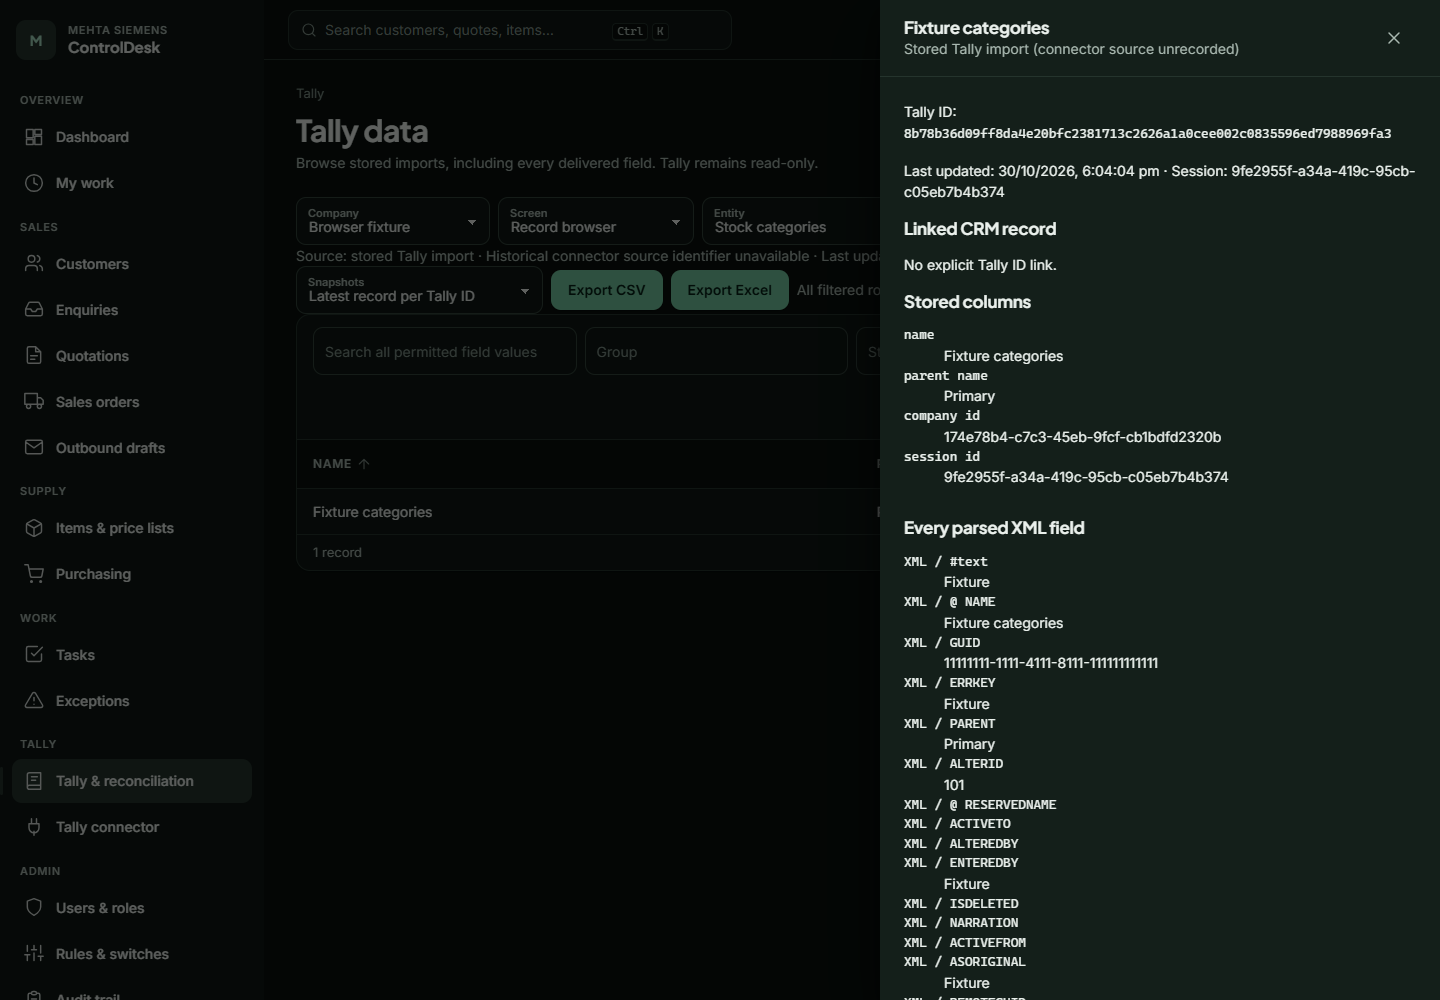 M
MEHTA SIEMENS
ControlDesk
OVERVIEW
Dashboard
My work
SALES
Customers
Enquiries
Quotations
Sales orders
Outbound drafts
SUPPLY
Items & price lists
Purchasing
WORK
Tasks
Exceptions
TALLY
Tally & reconciliation
Tally connector
ADMIN
Users & roles
Rules & switches
Audit trail
Search customers, quotes, items...
Ctrl K
Tally
Tally data
Browse stored imports, including every delivered field. Tally remains read-only.
Company
Browser fixture
Screen
Record browser
Entity
Stock categories
Source: stored Tally import · Historical connector source identifier unavailable · Last
Snapshots
Latest record per Tally ID
Export CSV
Export Excel
All filtered
Search all permitted field values
Group
NAME
Fixture categories
1 record
Fixture categories
Stored Tally import (connector source unrecorded)
Tally ID:
8b78b36d09ff8da4e20bfc2381713c2626a1a0cee002c0835596ed7988969fa3
Last updated: 30/10/2026, 6:04:04 pm · Session: 9fe2955f-a34a-419c-95cb-
c05eb7b4b374
Linked CRM record
No explicit Tally ID link.
Stored columns
name
Fixture categories
parent name
Primary
company id
174e78b4-c7c3-45eb-9fcf-cb1bdfd2320b
session id
9fe2955f-a34a-419c-95cb-c05eb7b4b374
Every parsed XML field
XML / #text
Fixture
XML / @ NAME
Fixture categories
XML / GUID
11111111-1111-4111-8111-111111111111
XML / ERRKEY
Fixture
XML / PARENT
Primary
XML / ALTERID
101
XML / @ RESERVEDNAME
XML / ACTIVETO
XML / ALTEREDBY
XML / ENTEREDBY
Fixture
XML / ISDELETED
XML / NARRATION
XML / ACTIVEFROM
XML / ASORIGINAL
Fixture